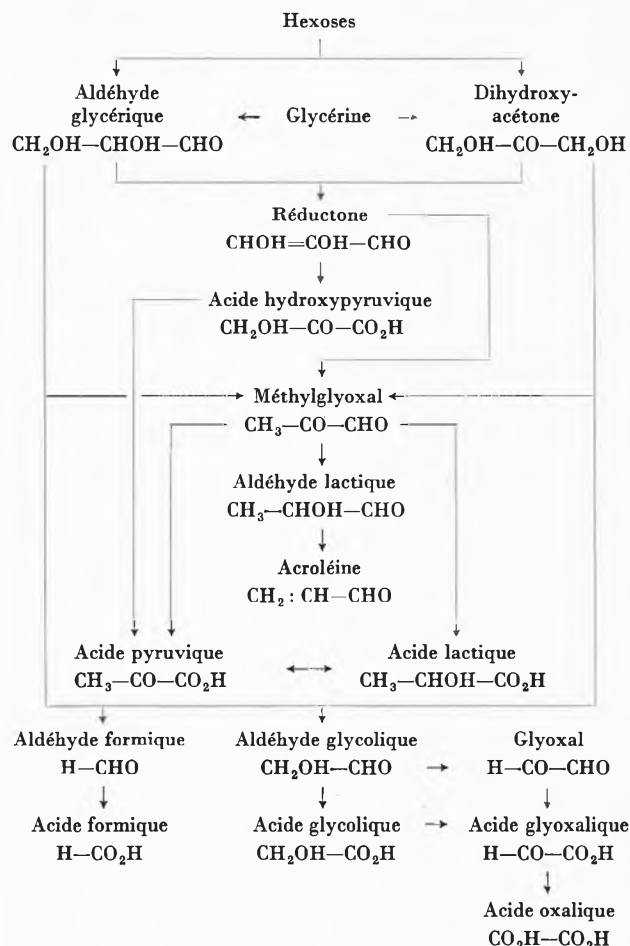 Hexoses
Aldéhyde
glycérique
CH₂OH—CHOH—CHO
Glycérine
Dihydroxy-
acétone
CH₂OH—CO—CH₂OH
Réductone
CHOH=COH—CHO
Acide hydroxypyruvique
CH₂OH—CO—CO₂H
Méthylglyoxal
CH₃—CO—CHO
Aldéhyde lactique
CH₃—CHOH—CHO
Acroléine
CH₂ : CH—CHO
Acide pyruvique
CH₃—CO—CO₂H
Acide lactique
CH₃—CHOH—CO₂H
Aldéhyde formique
H—CHO
Aldéhyde glycolique
CH₂OH—CHO
Glyoxal
H—CO—CHO
Acide formique
H—CO₂H
Acide glycolique
CH₂OH—CO₂H
Acide glyoxalique
H—CO—CO₂H
Acide oxalique
CO₂H—CO₂H